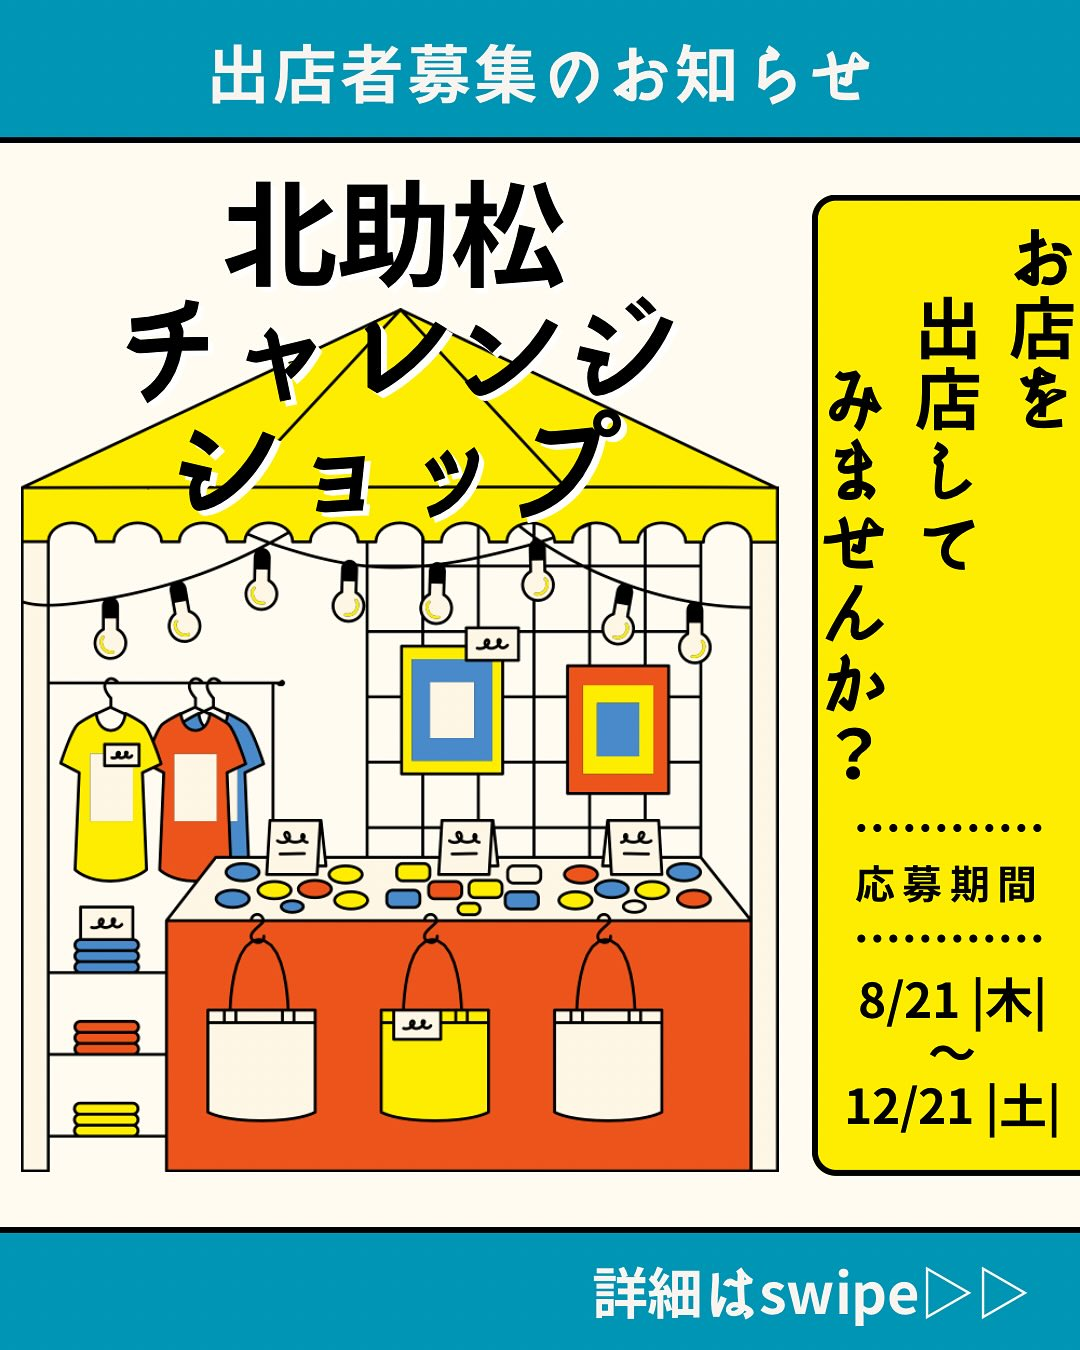 出店者募集のお知らせ
北助松
チャレンジ
ショップ
お店を
出店して
みませんか？
応募期間
8/21 |木|
〜
12/21 |土|
詳細はswipe▷▷